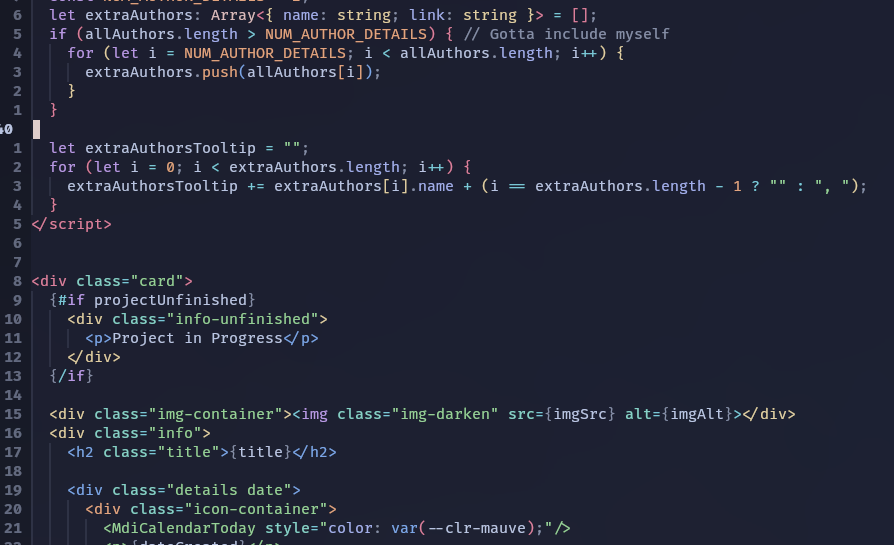 6 let extraAuthors: Array<{ name: string; link: string }> = [];
5 if (allAuthors.length > NUM_AUTHOR_DETAILS) { // Gotta include myself
4 for (let i = NUM_AUTHOR_DETAILS; i < allAuthors.length; i++) {
3 extraAuthors.push(allAuthors[i]);
2 }
1 }
40
1 let extraAuthorsTooltip = "";
2 for (let i = 0; i < extraAuthors.length; i++) {
3 extraAuthorsTooltip += extraAuthors[i].name + (i == extraAuthors.length - 1 ? "" : ", ");
4 }
5 </script>
6
7
8 <div class="card">
9 {#if projectUnfinished}
10 <div class="info-unfinished">
11 <p>Project in Progress</p>
12 </div>
13 {/if}
14
15 <div class="img-container"><img class="img-darken" src={imgSrc} alt={imgAlt}></div>
16 <div class="info">
17 <h2 class="title">{title}</h2>
18
19 <div class="details date">
20 <div class="icon-container">
21 <MdiCalendarToday style="color: var(--clr-mauve);"/>